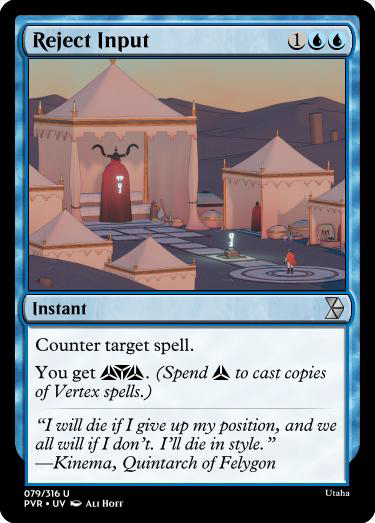 Reject Input
1
Instant
Counter target spell.
You get . (Spend to cast copies
of Vertex spells.)
“I will die if I give up my position, and we
all will if I don't. I'll die in style.”
—Kinema, Quintarch of Felygon
079/316 U
Utaha
PVR • UV Ali Hoff